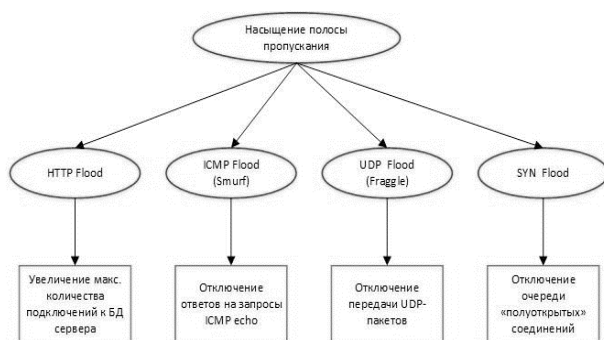 Насыщение полосы
пропускания
HTTP Flood
ICMP Flood
(Smurf)
UDP Flood
(Fraggle)
SYN Flood
Увеличение макс.
количества
подключений к БД
сервера
Отключение
ответов на запросы
ICMP echo
Отключение
передачи UDP-
пакетов
Отключение
очереди
«полуоткрытых»
соединений